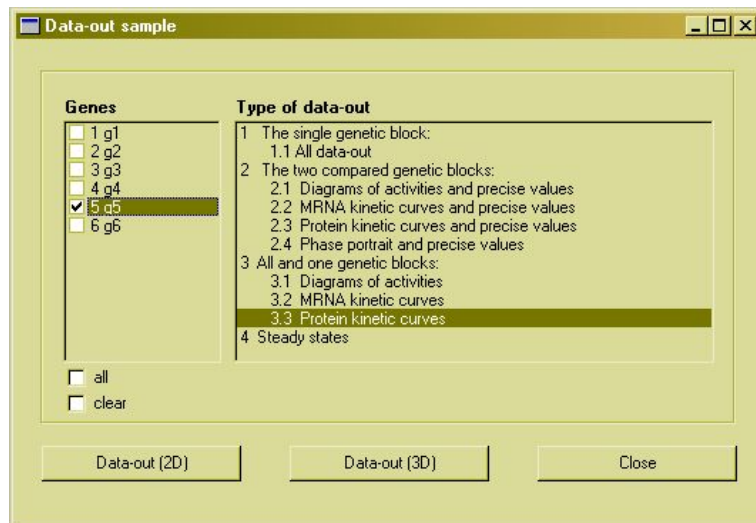 Data-out sample
Genes
1 g1
2 g2
3 g3
4 g4
5 g5
6 g6
all
clear
Type of data-out
1 The single genetic block:
1.1 All data-out
2 The two compared genetic blocks:
2.1 Diagrams of activities and precise values
2.2 MRNA kinetic curves and precise values
2.3 Protein kinetic curves and precise values
2.4 Phase portrait and precise values
3 All and one genetic blocks:
3.1 Diagrams of activities
3.2 MRNA kinetic curves
3.3 Protein kinetic curves
4 Steady states
Data-out (2D)
Data-out (3D)
Close